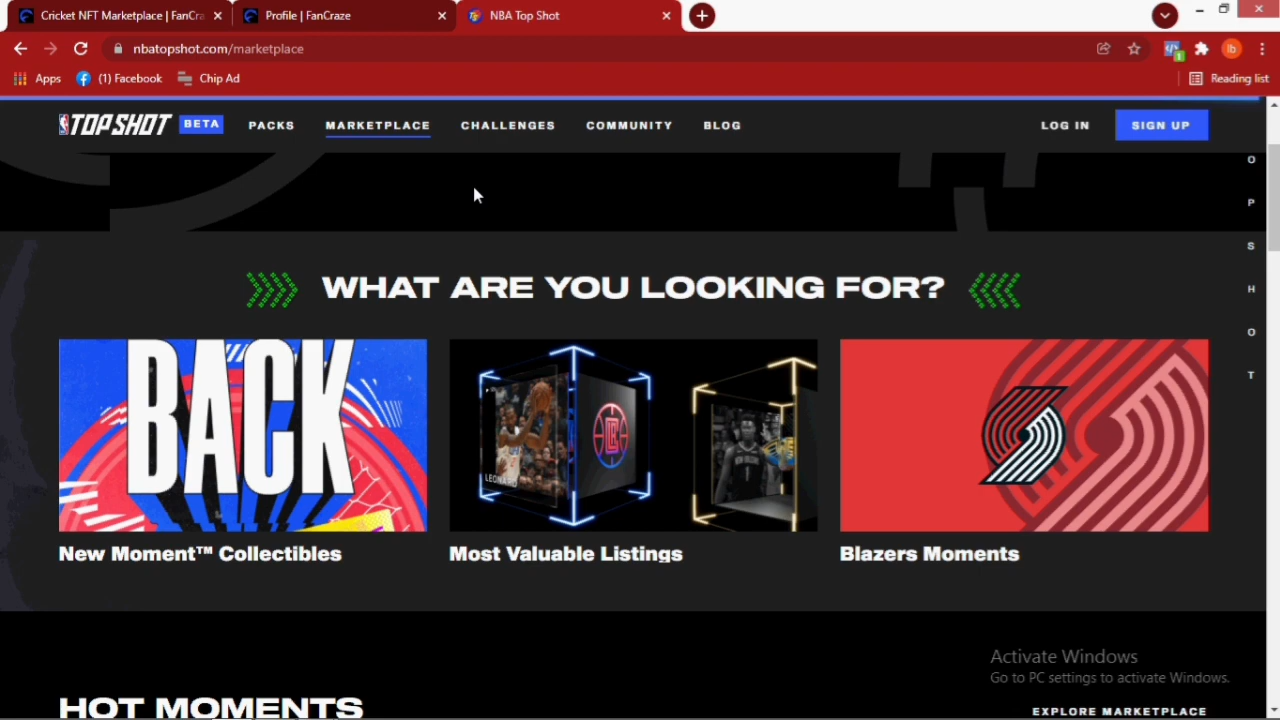 Cricket NFT Marketplace | FanCra
Profile | FanCraze
NBA Top Shot
nbatopshot.com/marketplace
lb
1
Apps
(1) Facebook
Chip Ad
Reading list
TOP SHOT BETA
PACKS
MARKETPLACE
CHALLENGES
COMMUNITY
BLOG
LOG IN
SIGN UP
O
P
S
H
O
T
WHAT ARE YOU LOOKING FOR?
BACK
LEONARD
New Moment™ Collectibles
Most Valuable Listings
Blazers Moments
Activate Windows
Go to PC settings to activate Windows.
HOT MOMENTS
EXPLORE MARKETPLACE